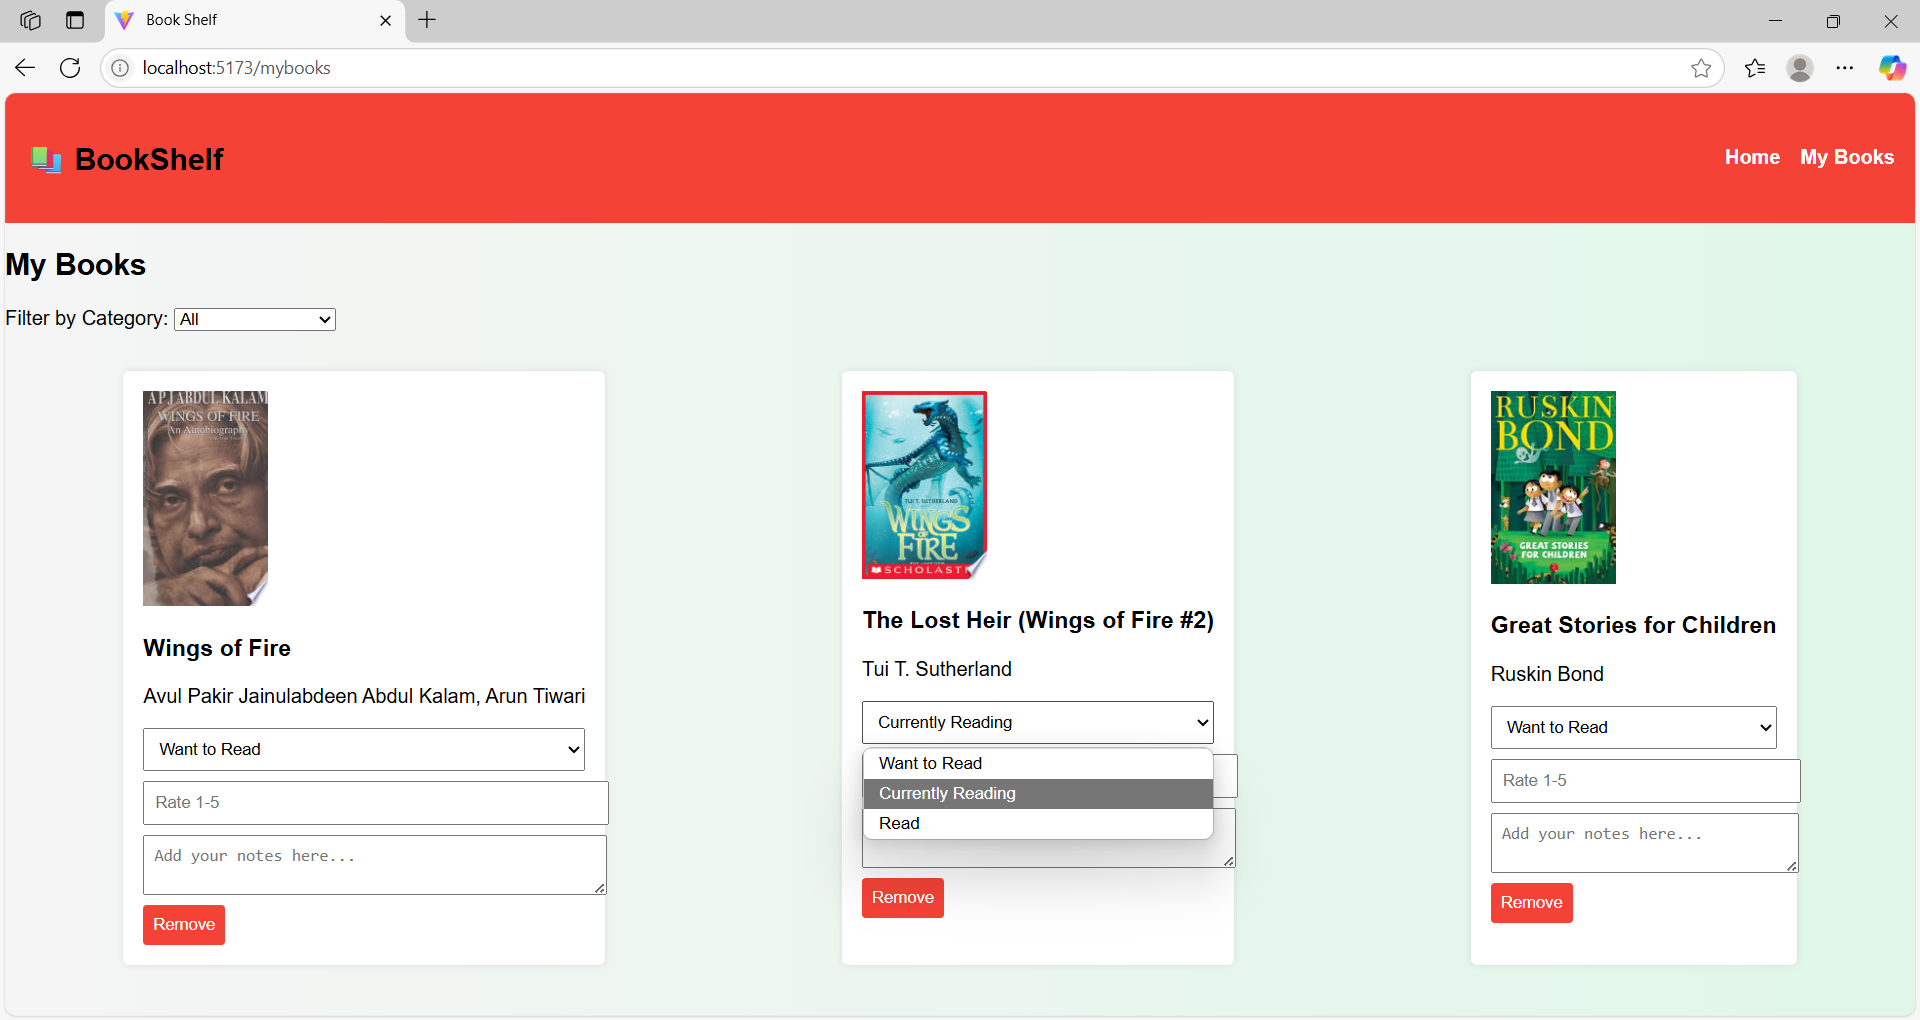 Book Shelf
localhost:5173/mybooks
BookShelf
Home
My Books
My Books
Filter by Category:
All
APJ ABDUL KALAM
WINGS OF FIRE
An Autobiography
Wings of Fire
Avul Pakir Jainulabdeen Abdul Kalam, Arun Tiwari
Want to Read
Rate 1-5
Add your notes here...
Remove
TUI T. SUTHERLAND
WINGS
OF
FIRE
SCHOLASTI
The Lost Heir (Wings of Fire #2)
Tui T. Sutherland
Currently Reading
Want to Read
Currently Reading
Read
Remove
RUSKIN
BOND
GREAT STORIES
FOR CHILDREN
Great Stories for Children
Ruskin Bond
Want to Read
Rate 1-5
Add your notes here...
Remove